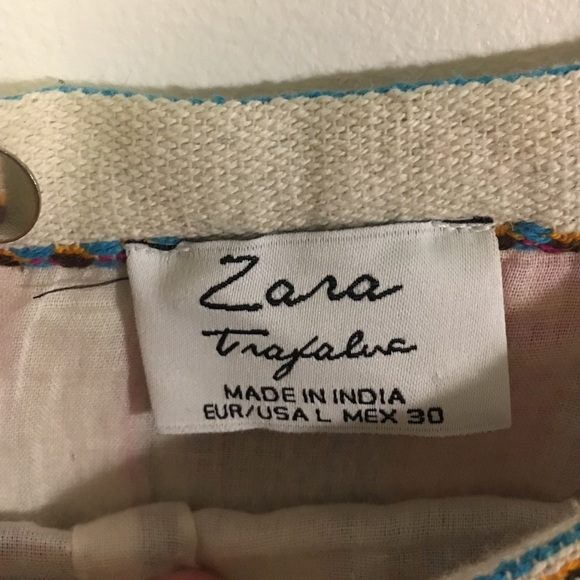 Zara
Trafaluc
MADE IN INDIA
EUR/USA L MEX 30